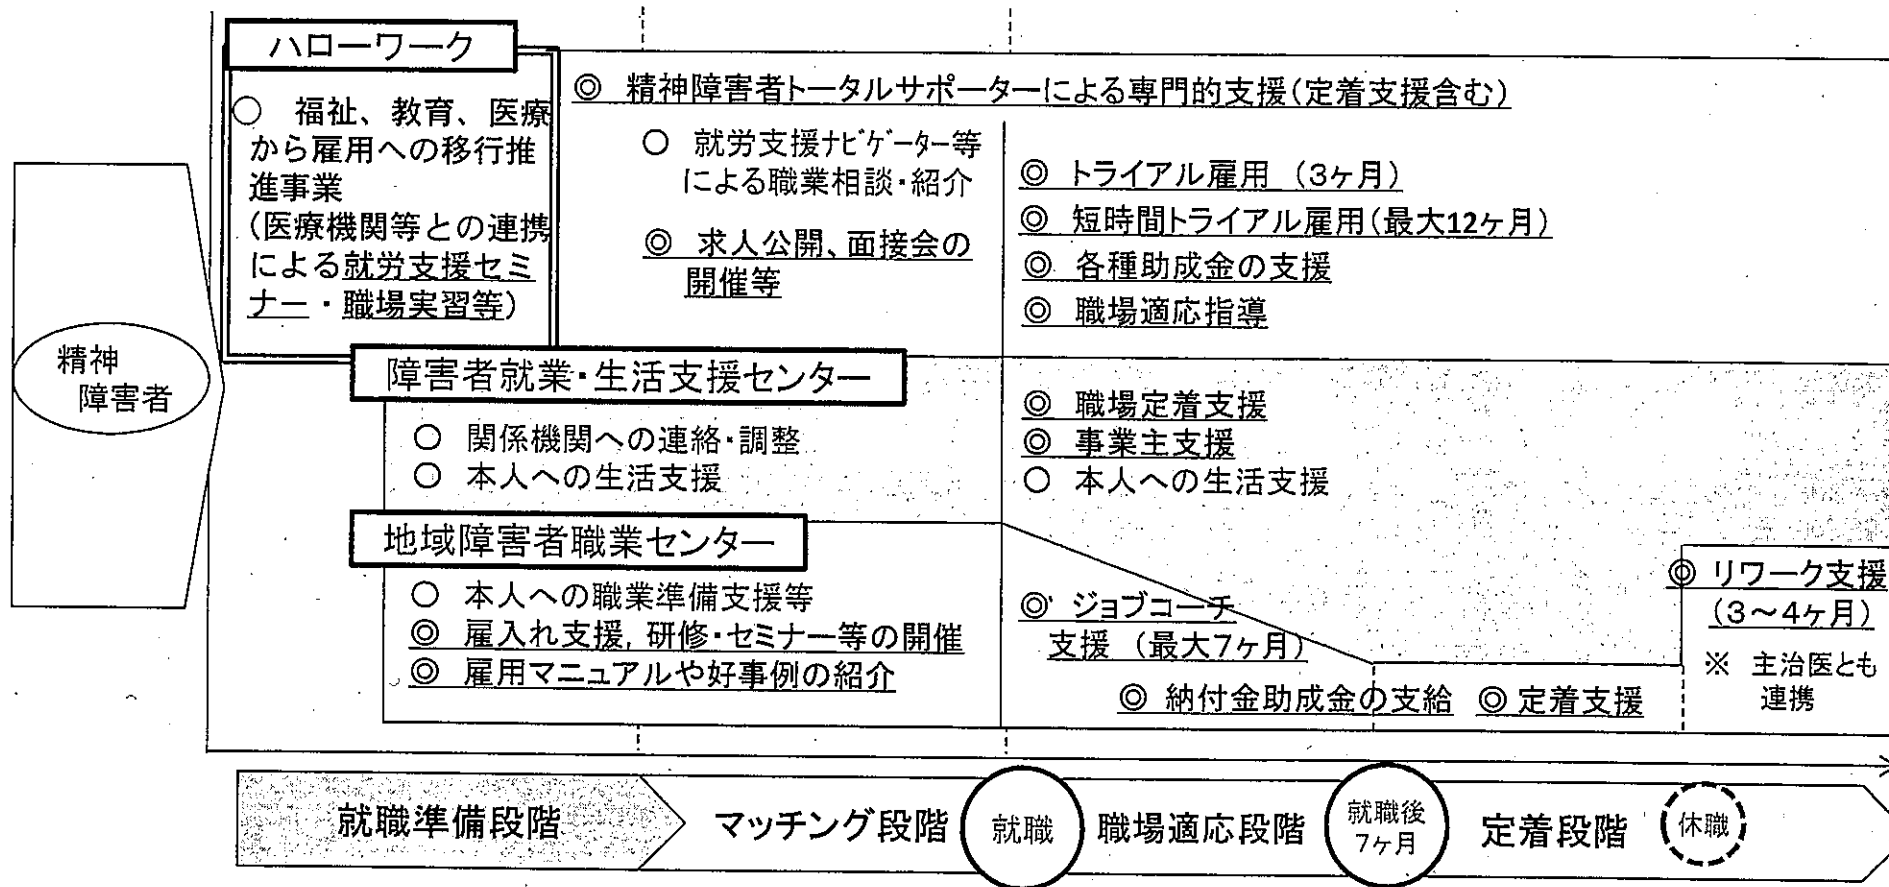 ハローワーク
○ 福祉、教育、医療
から雇用への移行推
進事業
(医療機関等との連携
による就労支援セミ
ナー・職場実習等)
◎ 精神障害者トータルサポーターによる専門的支援(定着支援含む)
○ 就労支援ナビゲーター等
による職業相談・紹介
◎ 求人公開、面接会の
開催等
◎ トライアル雇用 (3ヶ月)
◎ 短時間トライアル雇用(最大12ヶ月)
◎ 各種助成金の支援
◎ 職場適応指導
精神
障害者
障害者就業・生活支援センター
○ 関係機関への連絡・調整
○ 本人への生活支援
◎ 職場定着支援
◎ 事業主支援
○ 本人への生活支援
地域障害者職業センター
○ 本人への職業準備支援等
◎ 雇入れ支援, 研修・セミナー等の開催
◎ 雇用マニュアルや好事例の紹介
◎ ジョブコーチ
支援 (最大7ヶ月)
◎ 納付金助成金の支給
◎ 定着支援
◎ リワーク支援
(3~4ヶ月)
※ 主治医とも
連携
就職準備段階
マッチング段階
就職
職場適応段階
就職後
7ヶ月
定着段階
休職